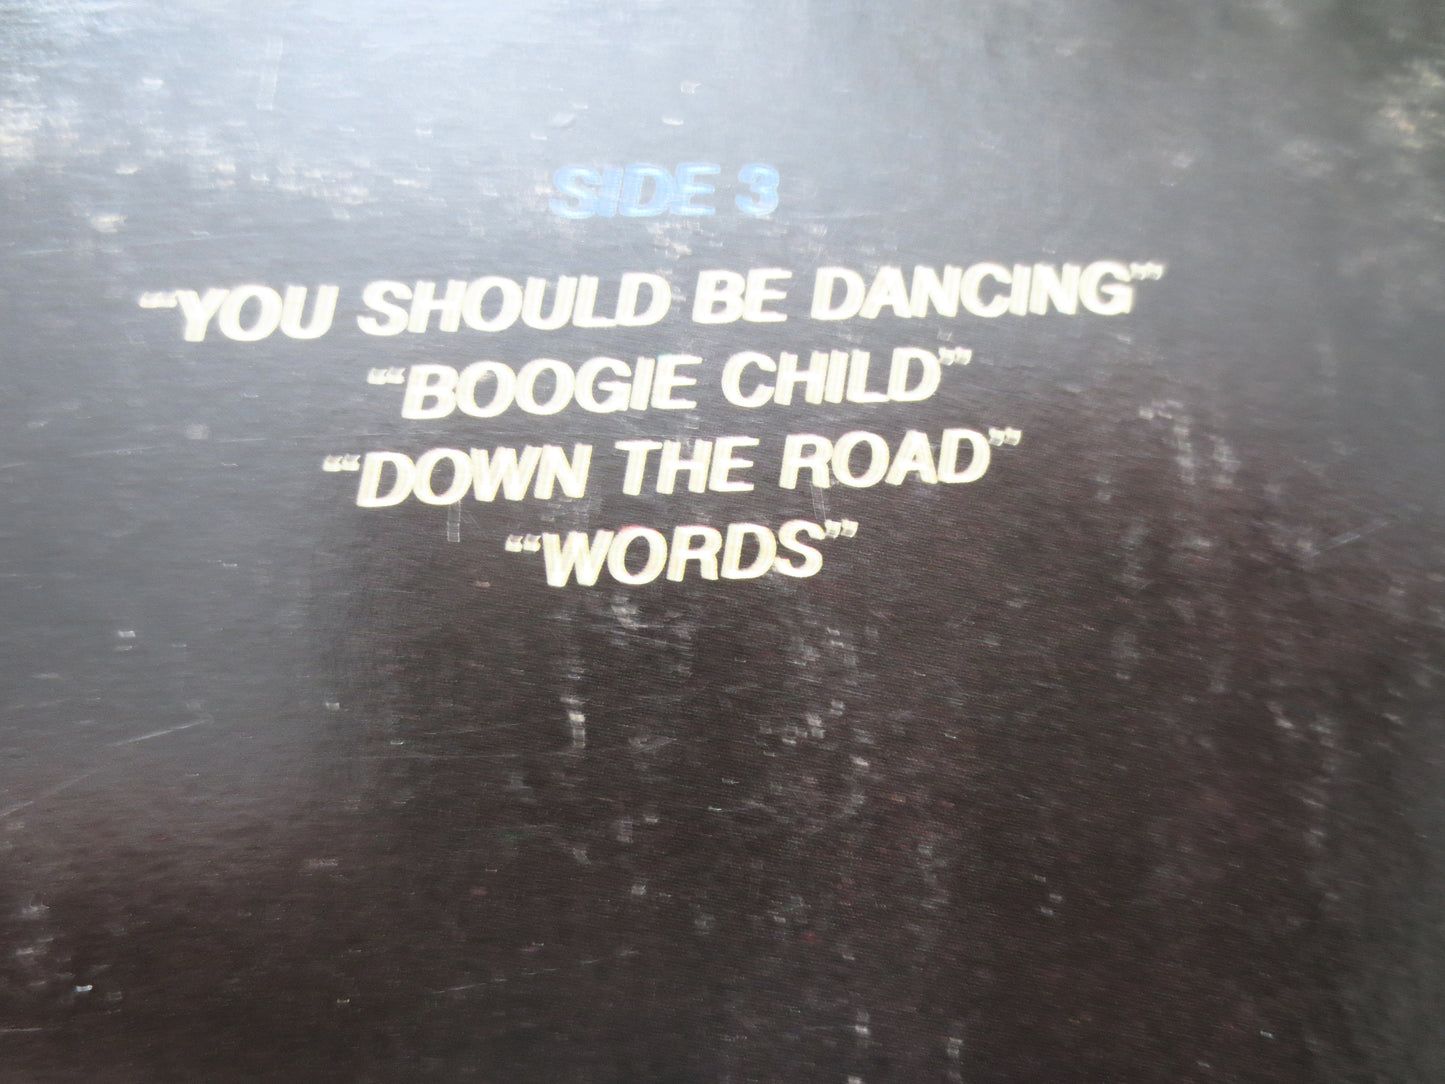 SIDE 3
“YOU SHOULD BE DANCING”
“BOOGIE CHILD”
“DOWN THE ROAD”
“WORDS”